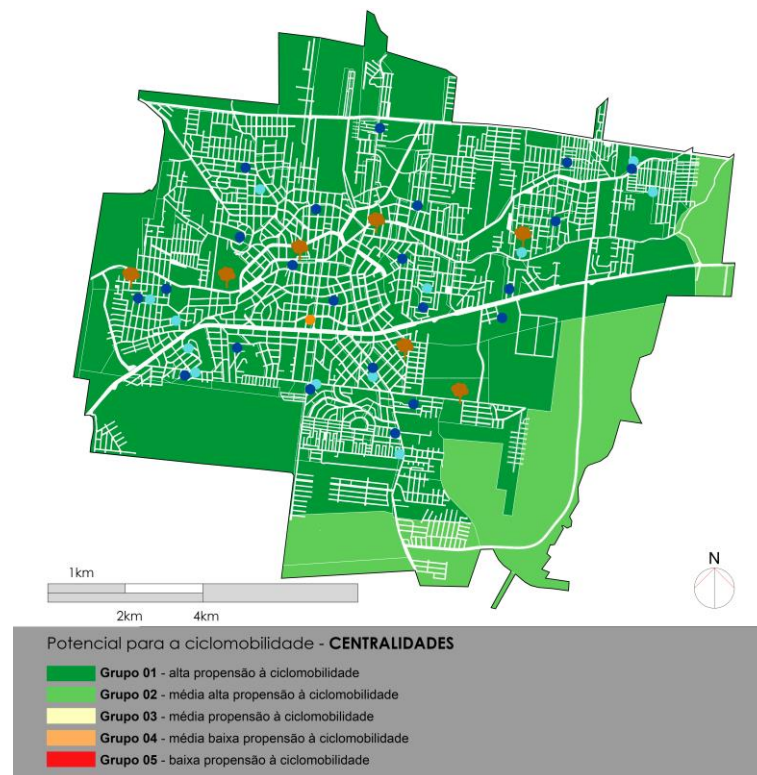 N
1km
2km 4km
Potencial para a ciclomobilidade - CENTRALIDADES
Grupo 01 - alta propensão à ciclomobilidade
Grupo 02 - média alta propensão à ciclomobilidade
Grupo 03 - média propensão à ciclomobilidade
Grupo 04 - média baixa propensão à ciclomobilidade
Grupo 05 - baixa propensão à ciclomobilidade